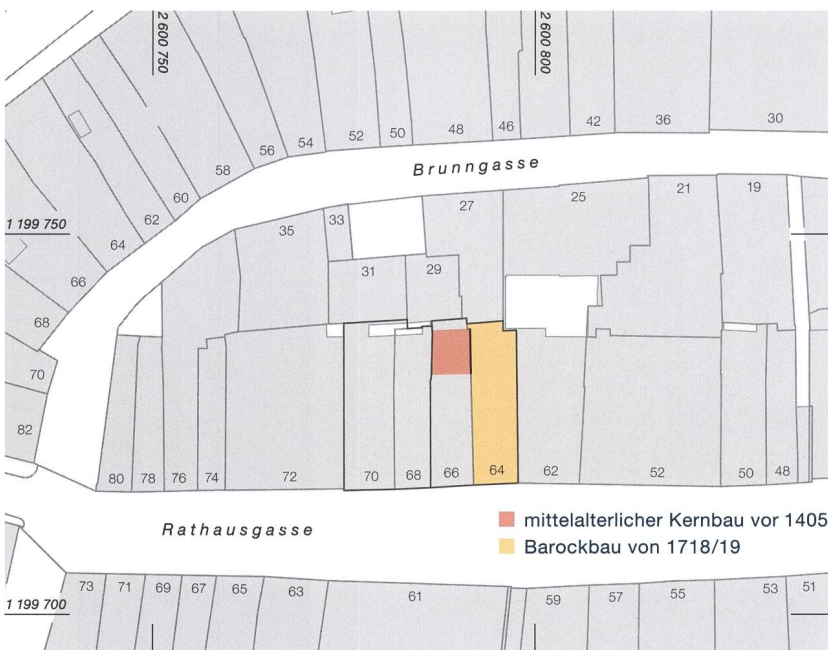 2 600 750
2 600 800
52 50 48 46 42 36 30
54
56
58
60
62
64
66
68
70
82
Brunngasse
1 199 750
33 27 25 21 19
35
31 29
80 78 76 74 72 70 68 66 64 62 52 50 48
Rathausgasse
mittelalterlicher Kernbau vor 1405
Barockbau von 1718/19
1 199 700
73 71 69 67 65 63 61 59 57 55 53 51